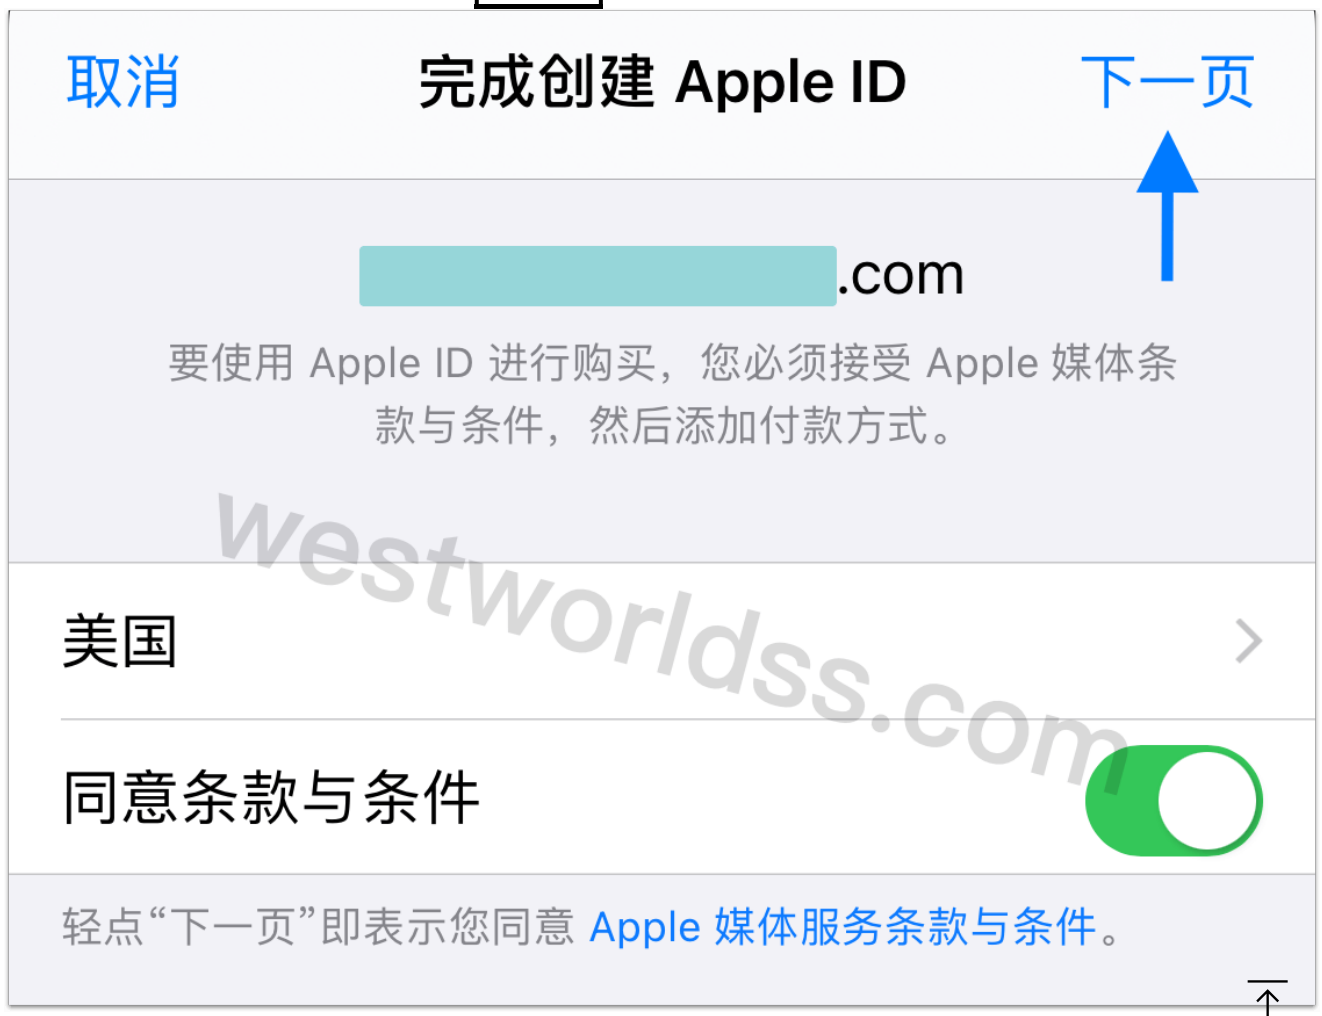 取消
完成创建 Apple ID
下一页
.com
要使用 Apple ID 进行购买，您必须接受 Apple 媒体条
款与条件，然后添加付款方式。
westworldss.com
美国
同意条款与条件
轻点“下一页”即表示您同意 Apple 媒体服务条款与条件。